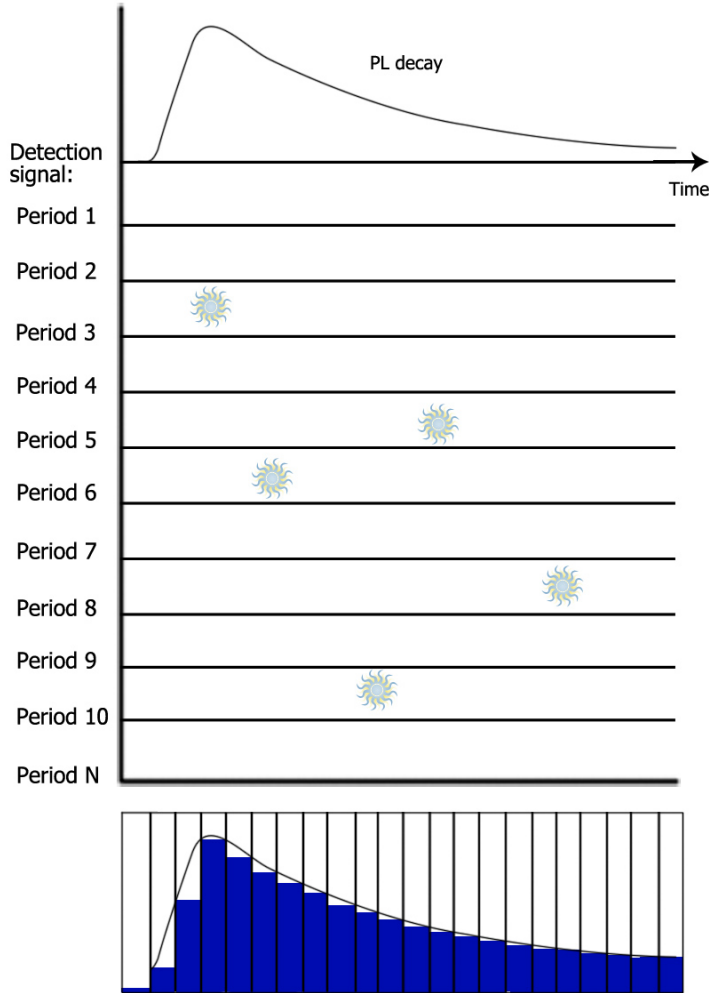 PL decay
Detection
signal:
Time
Period 1
Period 2
Period 3
Period 4
Period 5
Period 6
Period 7
Period 8
Period 9
Period 10
Period N